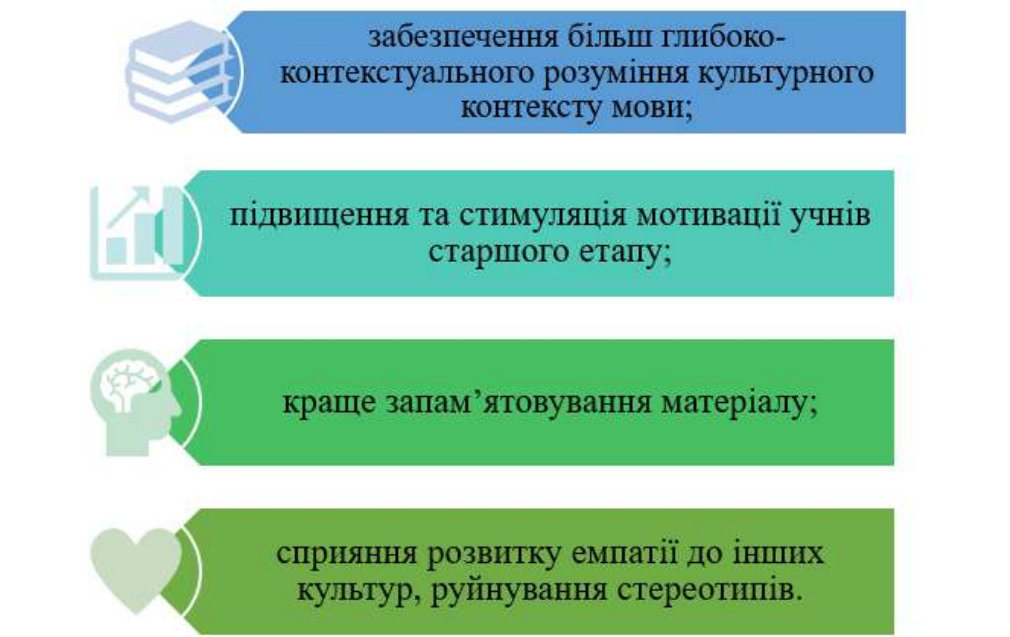 забезпечення більш глибоко-
контекстуального розуміння культурного
контексту мови;
підвищення та стимуляція мотивації учнів
старшого етапу;
краще запам’ятовування матеріалу;
сприяння розвитку емпатії до інших
культур, руйнування стереотипів.